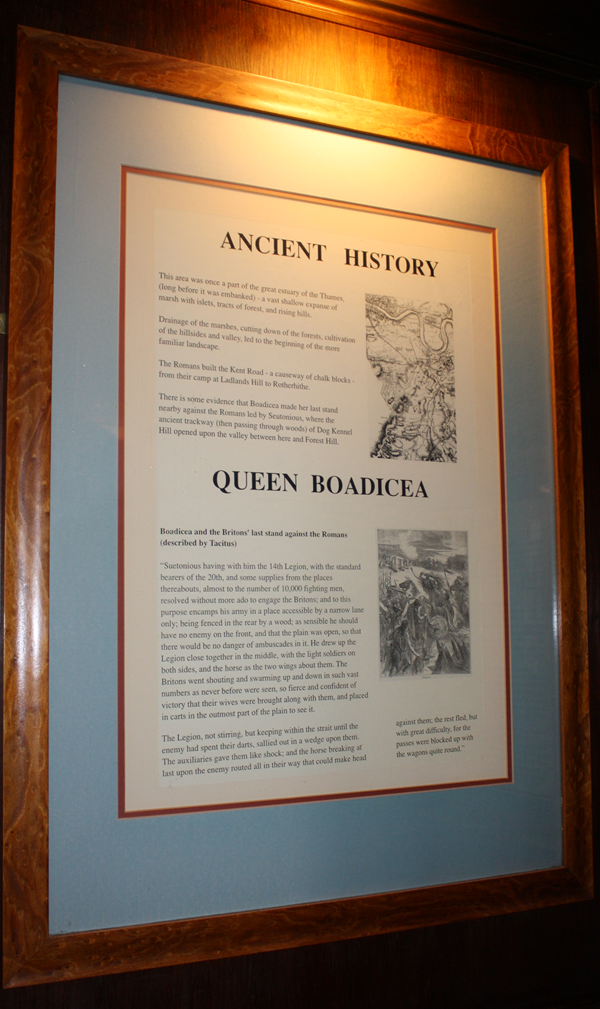 ANCIENT HISTORY
This area was once a part of the great estuary of the Thames,
(long before it was embanked) - a vast shallow expanse of
marsh with islets, tracts of forest, and rising hills.
Drainage of the marshes, cutting down of the forests, cultivation
of the hillsides and valley, led to the beginning of the more
familiar landscape.
The Romans built the Kent Road - a causeway of chalk blocks -
from their camp at Ladlands Hill to Rotherhithe.
There is some evidence that Boadicea made her last stand
nearby against the Romans led by Seutonious, where the
ancient trackway (then passing through woods) of Dog Kennel
Hill opened upon the valley between here and Forest Hill.
QUEEN BOADICEA
Boadicea and the Britons' last stand against the Romans
(described by Tacitus)
"Suetonious having with him the 14th Legion, with the standard
bearers of the 20th, and some supplies from the places
thereabouts, almost to the number of 10,000 fighting men,
resolved without more ado to engage the Britons; and to this
purpose encamps his army in a place accessible by a narrow lane
only; being fenced in the rear by a wood; as sensible he should
have no enemy on the front, and that the plain was open, so that
there would be no danger of ambuscades in it. He drew up the
Legion close together in the middle, with the light soldiers on
both sides, and the horse as the two wings about them. The
Britons went shouting and swarming up and down in such vast
numbers as never before were seen, so fierce and confident of
victory that their wives were brought along with them, and placed
in carts in the outmost part of the plain to see it.
The Legion, not stirring, but keeping within the strait until the
enemy had spent their darts, sallied out in a wedge upon them.
The auxiliaries gave them like shock; and the horse breaking at
last upon the enemy routed all in their way that could make head
against them; the rest fled, but
with great difficulty, for the
passes were blocked up with
the wagons quite round."